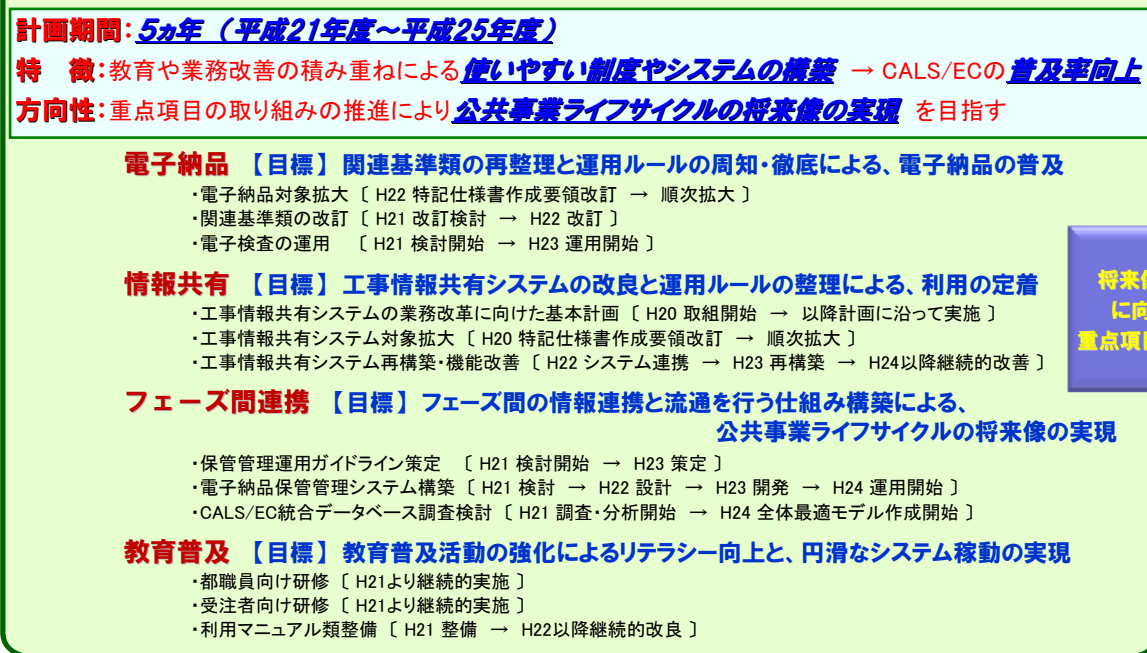 計画期間：5ヵ年 （平成21年度～平成25年度）
特　徴：教育や業務改善の積み重ねによる使いやすい制度やシステムの構築 → CALS/ECの普及率向上
方向性：重点項目の取り組みの推進により公共事業ライフサイクルの将来像の実現 を目指す
電子納品 【目標】 関連基準類の再整理と運用ルールの周知・徹底による、電子納品の普及
・電子納品対象拡大 〔 H22 特記仕様書作成要領改訂 → 順次拡大 〕
・関連基準類の改訂 〔 H21 改訂検討 → H22 改訂 〕
・電子検査の運用 〔 H21 検討開始 → H23 運用開始 〕
情報共有 【目標】 工事情報共有システムの改良と運用ルールの整理による、利用の定着
・工事情報共有システムの業務改革に向けた基本計画 〔 H20 取組開始 → 以降計画に沿って実施 〕
・工事情報共有システム対象拡大 〔 H20 特記仕様書作成要領改訂 → 順次拡大 〕
・工事情報共有システム再構築・機能改善 〔 H22 システム連携 → H23 再構築 → H24以降継続的改善 〕
将来
に向
重点項
フェーズ間連携 【目標】 フェーズ間の情報連携と流通を行う仕組み構築による、
公共事業ライフサイクルの将来像の実現
・保管管理運用ガイドライン策定 〔 H21 検討開始 → H23 策定 〕
・電子納品保管管理システム構築 〔 H21 検討 → H22 設計 → H23 開発 → H24 運用開始 〕
・CALS/EC統合データベース調査検討 〔 H21 調査・分析開始 → H24 全体最適モデル作成開始 〕
教育普及 【目標】 教育普及活動の強化によるリテラシー向上と、円滑なシステム稼動の実現
・都職員向け研修 〔 H21より継続的実施 〕
・受注者向け研修 〔 H21より継続的実施 〕
・利用マニュアル類整備 〔 H21 整備 → H22以降継続的改良 〕